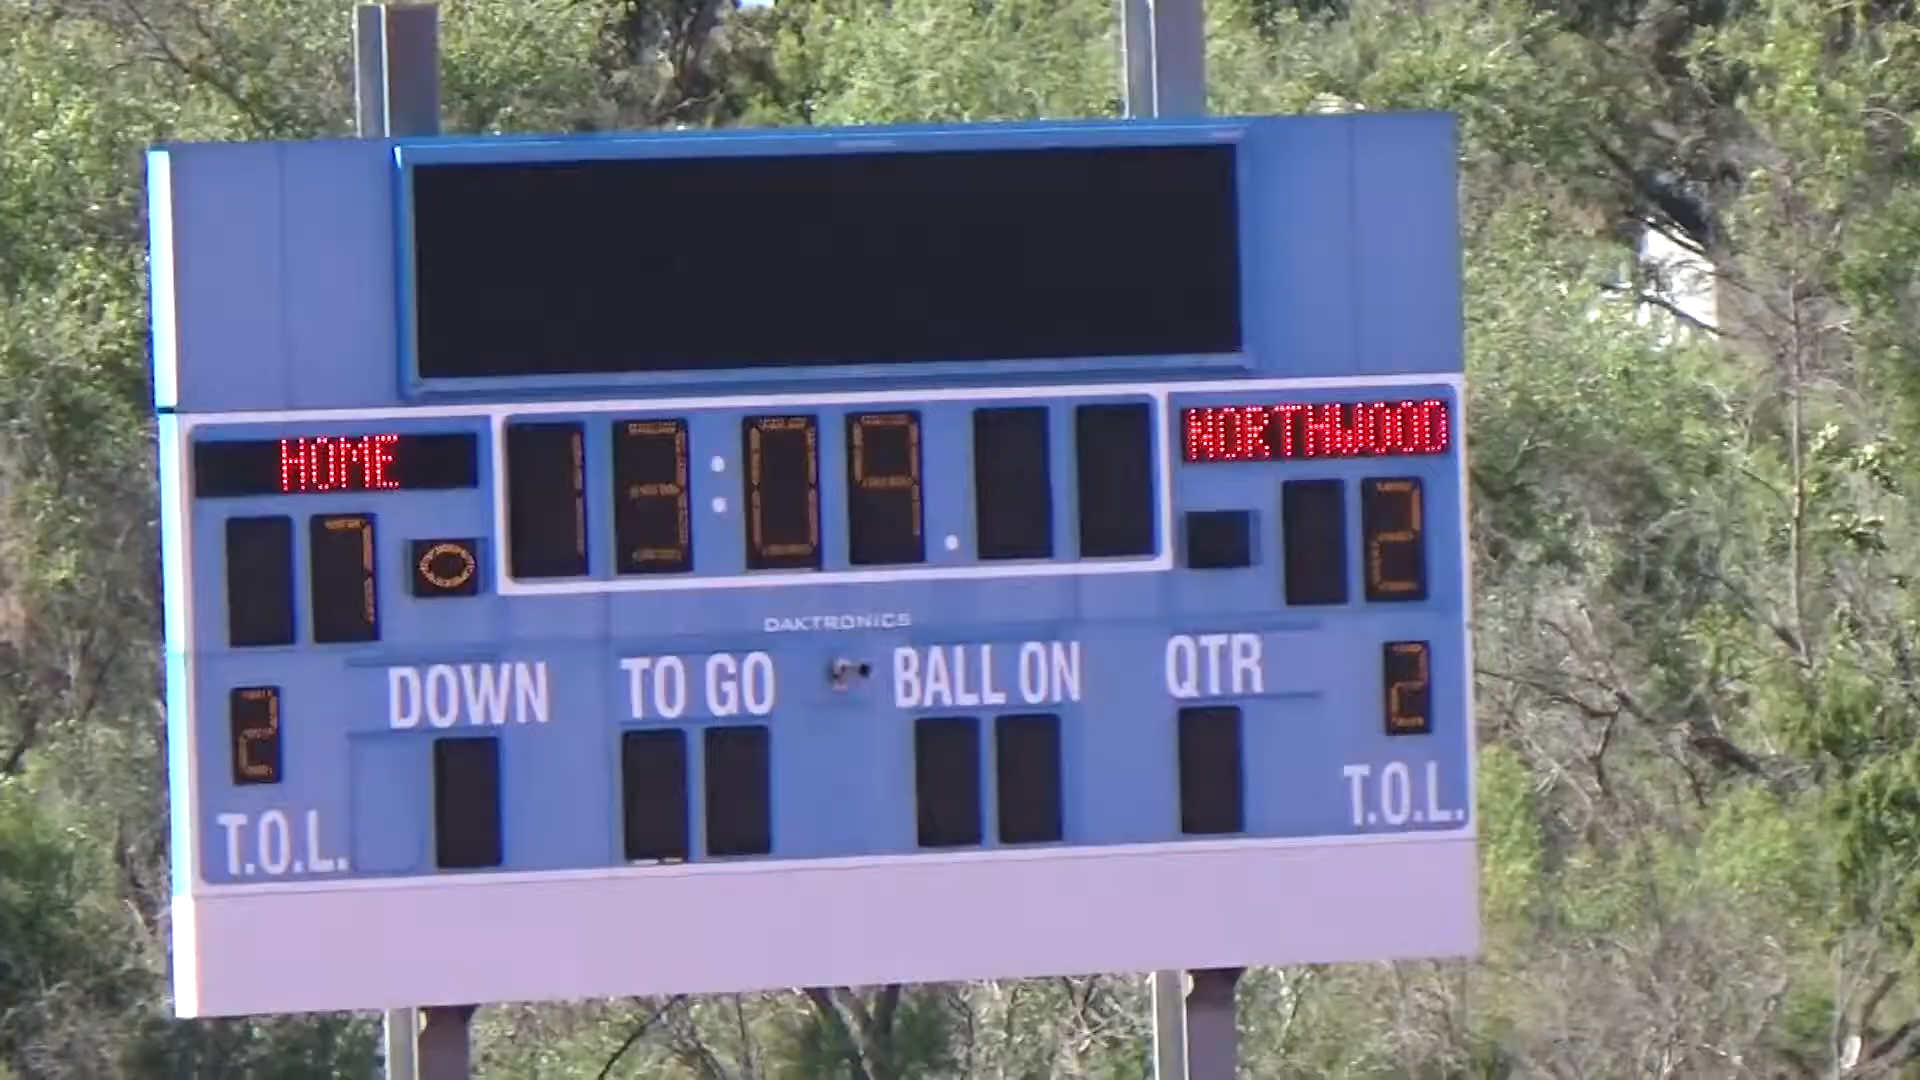 HOME 13:04. NORTHWOOD
7 2
DAKTRONICS
DOWN TO GO BALL ON QTR
2 2
T.O.L. T.O.L.